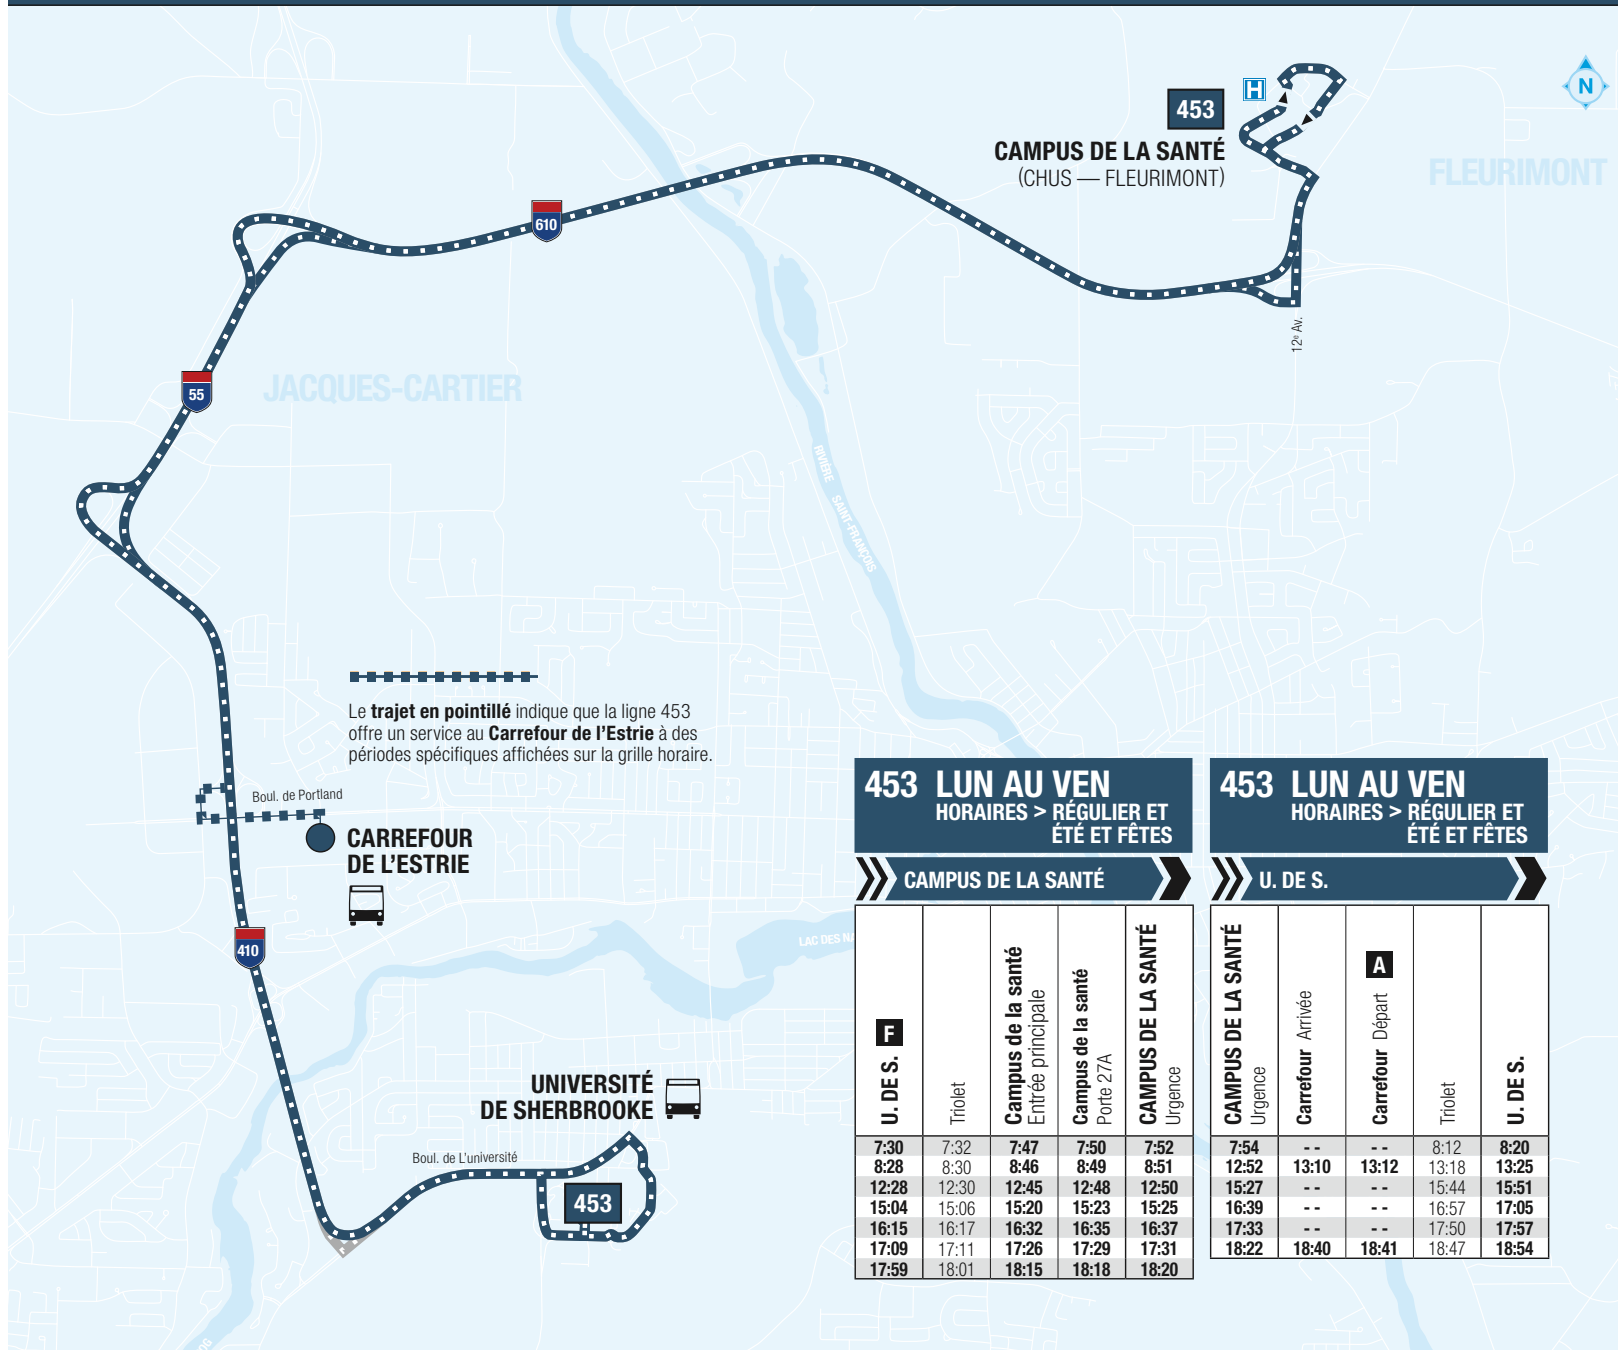 N
H
453
CAMPUS DE LA SANTÉ
(CHUS — FLEURIMONT)
FLEURIMONT
610
12e Av.
55
JACQUES-CARTIER
RIVIÈRE SAINT-FRANÇOIS
Le trajet en pointillé indique que la ligne 453
offre un service au Carrefour de l'Estrie à des
périodes spécifiques affichées sur la grille horaire.
Boul. de Portland
CARREFOUR
DE L'ESTRIE
410
LAC DES NA
UNIVERSITÉ
DE SHERBROOKE
Boul. de L'université
453
OG
453 LUN AU VEN
HORAIRES > RÉGULIER ET
ÉTÉ ET FÊTES
CAMPUS DE LA SANTÉ
U. DE S. F
Triolet
Campus de la santé
Entrée principale
Campus de la santé
Porte 27A
CAMPUS DE LA SANTÉ
Urgence
7:30 7:32 7:47 7:50 7:52
8:28 8:30 8:46 8:49 8:51
12:28 12:30 12:45 12:48 12:50
15:04 15:06 15:20 15:23 15:25
16:15 16:17 16:32 16:35 16:37
17:09 17:11 17:26 17:29 17:31
17:59 18:01 18:15 18:18 18:20
453 LUN AU VEN
HORAIRES > RÉGULIER ET
ÉTÉ ET FÊTES
U. DE S.
CAMPUS DE LA SANTÉ
Urgence
Carrefour Arrivée
Carrefour Départ A
Triolet
U. DE S.
7:54 - - - - 8:12 8:20
12:52 13:10 13:12 13:18 13:25
15:27 - - - - 15:44 15:51
16:39 - - - - 16:57 17:05
17:33 - - - - 17:50 17:57
18:22 18:40 18:41 18:47 18:54